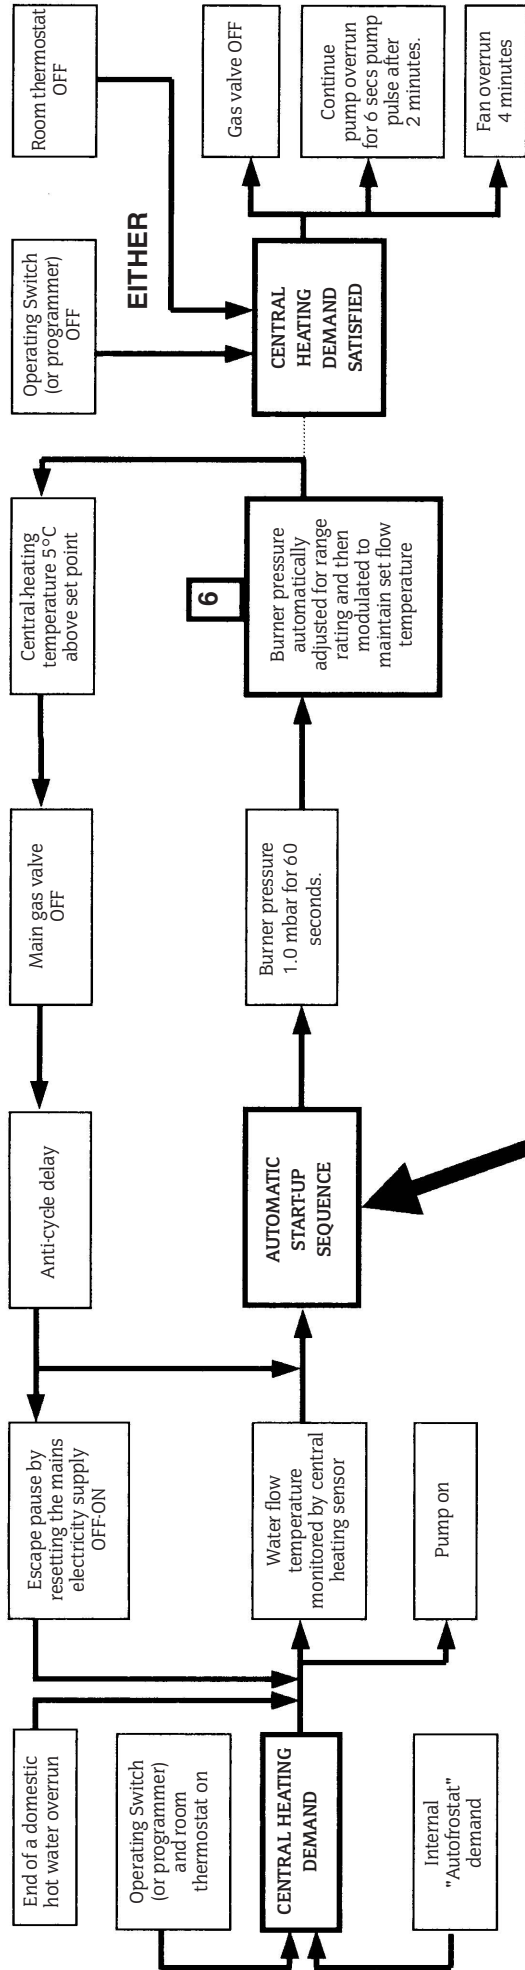 End of a domestic
hot water overrun
Operating Switch
(or programmer)
and room
thermostat on
CENTRAL HEATING
DEMAND
Internal
"Autofrostat"
demand
Escape pause by
resetting the mains
electricity supply
OFF-ON
Water flow
temperature
monitored by central
heating sensor
Pump on
Anti-cycle delay
AUTOMATIC
START-UP
SEQUENCE
Main gas valve
OFF
Burner pressure
1.0 mbar for 60
seconds.
Central heating
temperature 5°C
above set point
6
Burner pressure
automatically
adjusted for range
rating and then
modulated to
maintain set flow
temperature
Operating Switch
(or programmer)
OFF
Room thermostat
OFF
EITHER
CENTRAL
HEATING
DEMAND
SATISFIED
Gas valve OFF
Continue
pump overrun
for 6 secs pump
pulse after
2 minutes.
Fan overrun
4 minutes